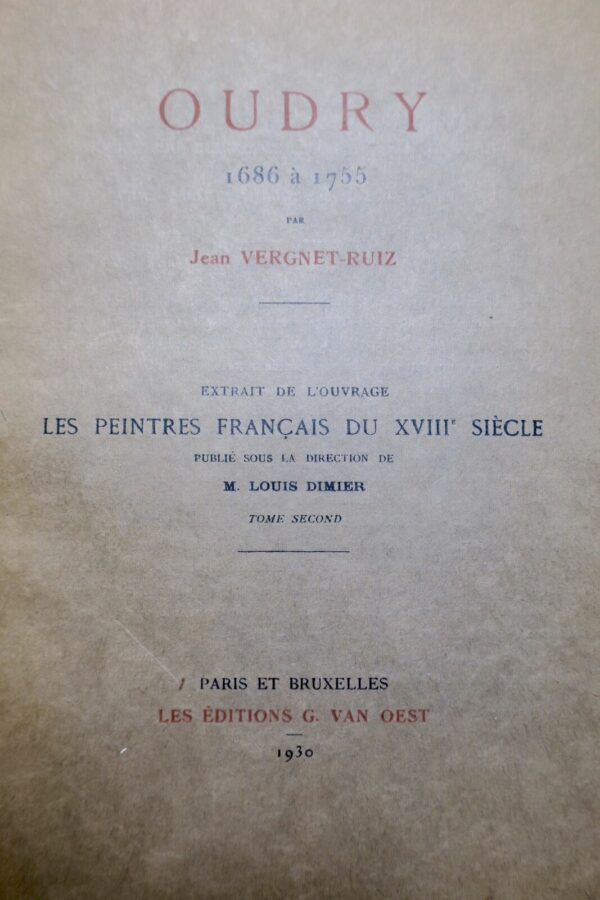 OUDRY
1686 à 1755
PAR
Jean VERGNET-RUIZ
EXTRAIT DE L'OUVRAGE
LES PEINTRES FRANÇAIS DU XVIIIᵉ SIÈCLE
PUBLIÉ SOUS LA DIRECTION DE
M. LOUIS DIMIER
TOME SECOND
PARIS ET BRUXELLES
LES ÉDITIONS G. VAN OEST
1930